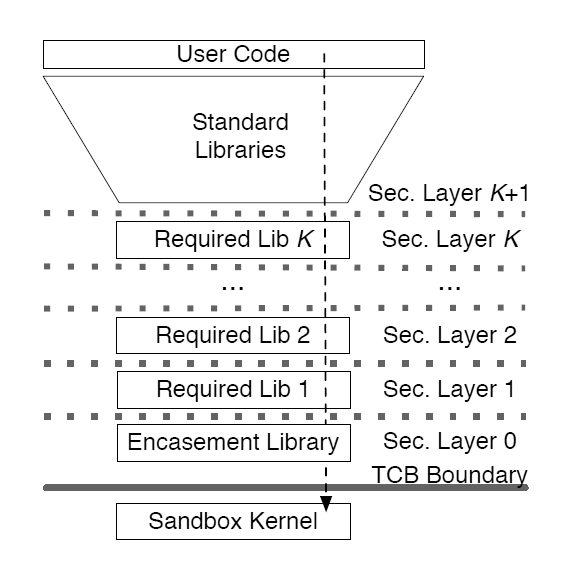 User Code
Standard
Libraries
Sec. Layer K+1
Required Lib K Sec. Layer K
... ...
Required Lib 2 Sec. Layer 2
Required Lib 1 Sec. Layer 1
Encasement Library Sec. Layer 0
TCB Boundary
Sandbox Kernel